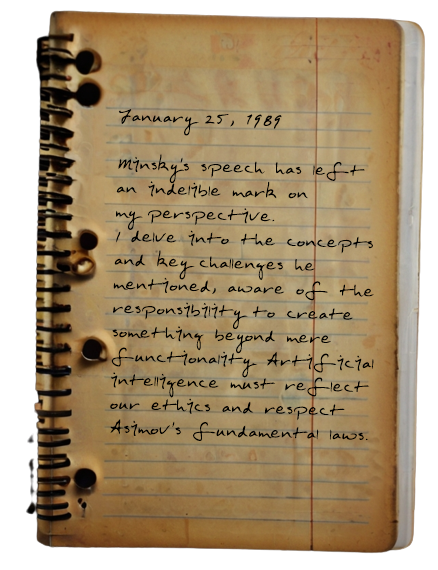 January 25, 1989
Minsky's speech has left
an indelible mark on
my perspective.
I delve into the concepts
and key challenges he
mentioned, aware of the
responsibility to create
something beyond mere
functionality Artificial
intelligence must reflect
our ethics and respect
Asimov's fundamental laws.